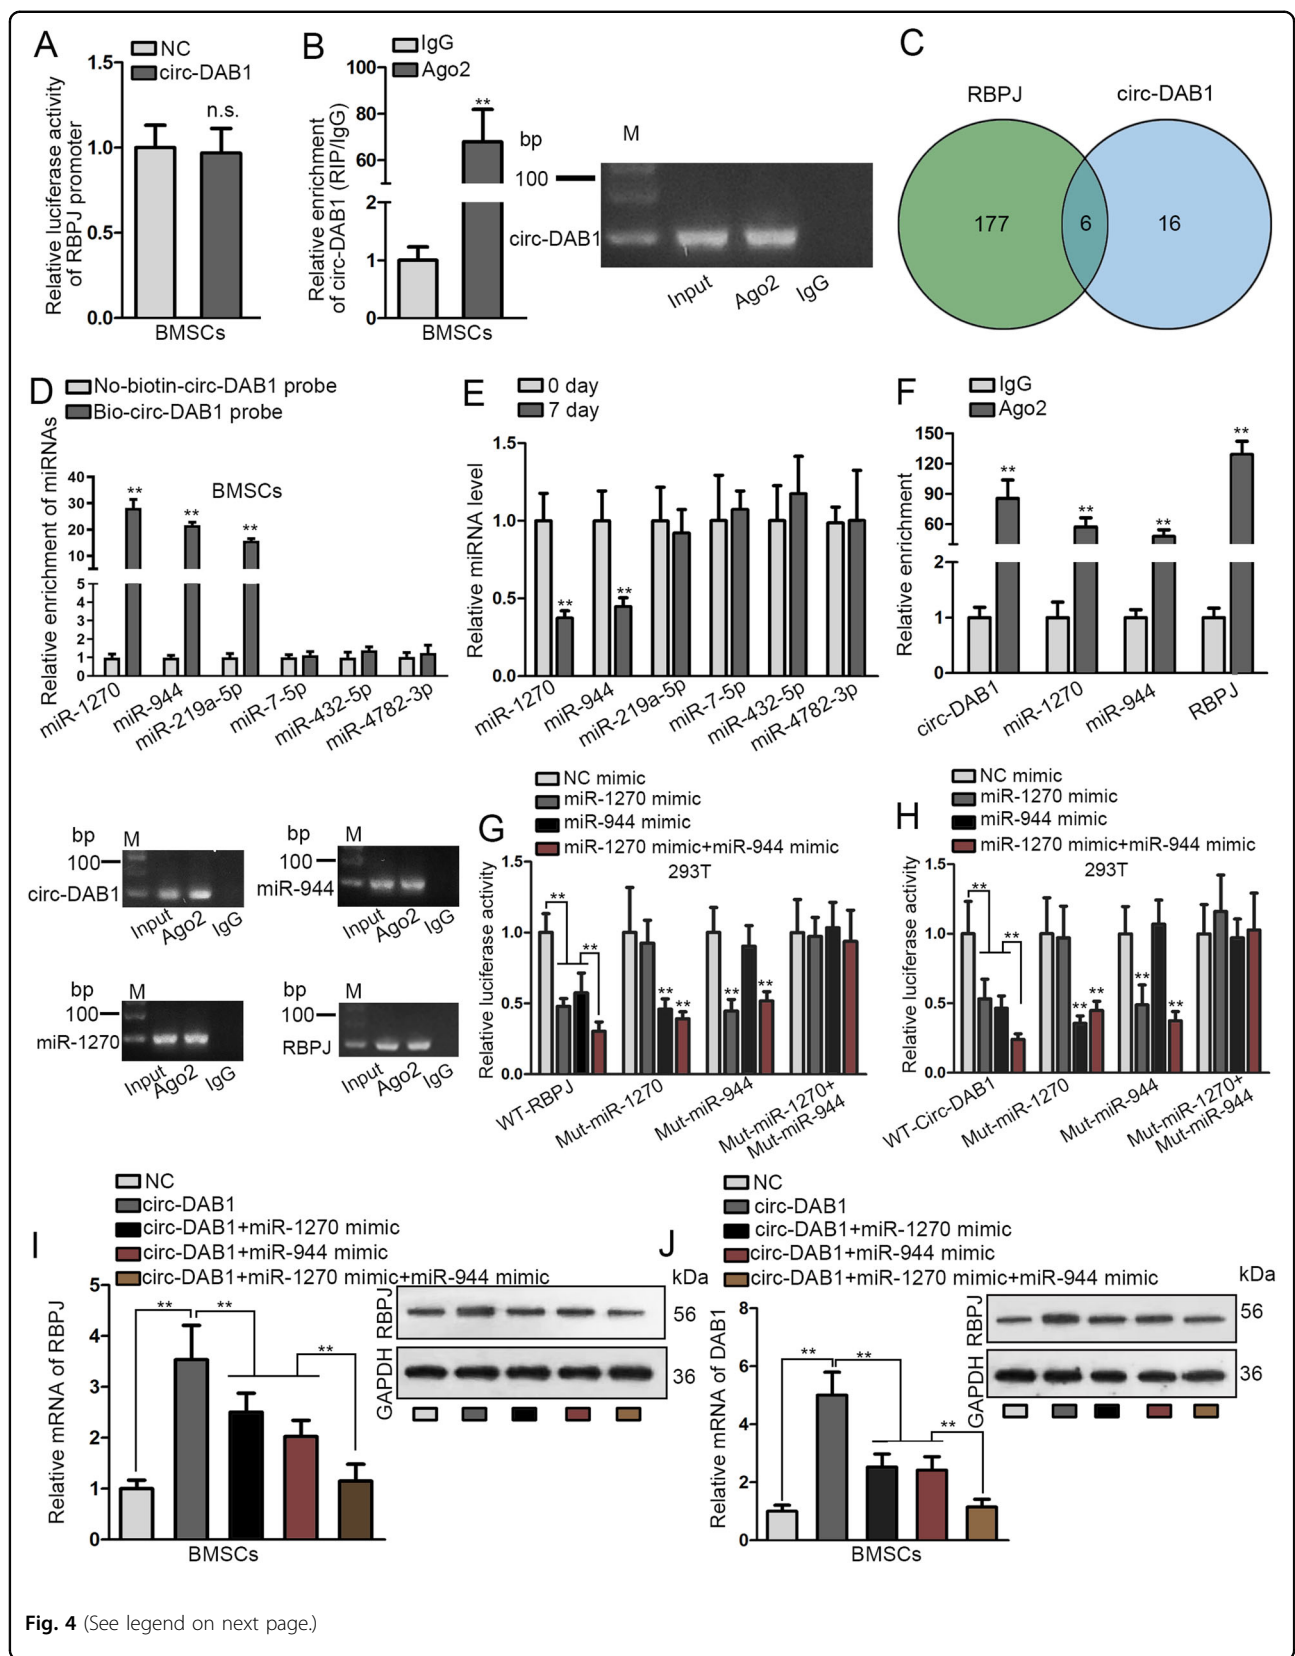 A
NC
circ-DAB1
Relative luciferase activity
of RBPJ promoter
1.5
1.0
0.5
0.0
n.s.
BMSCs
B
IgG
Ago2
Relative enrichment
of circ-DAB1 (RIP/IgG)
100
80
60
2
1
0
**
BMSCs
bp
M
100
circ-DAB1
Input
Ago2
IgG
C
RBPJ
circ-DAB1
177
6
16
D
No-biotin-circ-DAB1 probe
Bio-circ-DAB1 probe
Relative enrichment of miRNAs
40
30
20
10
5
4
3
2
1
0
BMSCs
**
**
**
miR-1270
miR-944
miR-219a-5p
miR-7-5p
miR-432-5p
miR-4782-3p
E
0 day
7 day
Relative miRNA level
1.5
1.0
0.5
0.0
**
**
miR-1270
miR-944
miR-219a-5p
miR-7-5p
miR-432-5p
miR-4782-3p
F
IgG
Ago2
Relative enrichment
150
120
90
60
2
1
0
**
**
**
**
circ-DAB1
miR-1270
miR-944
RBPJ
bp
M
100
circ-DAB1
Input
Ago2
IgG
bp
M
100
miR-944
Input
Ago2
IgG
bp
M
100
miR-1270
Input
Ago2
IgG
bp
M
100
RBPJ
Input
Ago2
IgG
G
NC mimic
miR-1270 mimic
miR-944 mimic
miR-1270 mimic+miR-944 mimic
293T
Relative luciferase activity
1.5
1.0
0.5
0.0
**
**
**
**
**
**
WT-RBPJ
Mut-miR-1270
Mut-miR-944
Mut-miR-1270+
Mut-miR-944
H
NC mimic
miR-1270 mimic
miR-944 mimic
miR-1270 mimic+miR-944 mimic
293T
Relative luciferase activity
1.5
1.0
0.5
0.0
**
**
**
**
**
**
WT-Circ-DAB1
Mut-miR-1270
Mut-miR-944
Mut-miR-1270+
Mut-miR-944
I
NC
circ-DAB1
circ-DAB1+miR-1270 mimic
circ-DAB1+miR-944 mimic
circ-DAB1+miR-1270 mimic+miR-944 mimic
Relative mRNA of RBPJ
5
4
3
2
1
0
**
**
**
BMSCs
kDa
RBPJ
56
GAPDH
36
J
NC
circ-DAB1
circ-DAB1+miR-1270 mimic
circ-DAB1+miR-944 mimic
circ-DAB1+miR-1270 mimic+miR-944 mimic
Relative mRNA of DAB1
8
6
4
2
0
**
**
**
BMSCs
kDa
RBPJ
56
GAPDH
36
Fig. 4 (See legend on next page.)